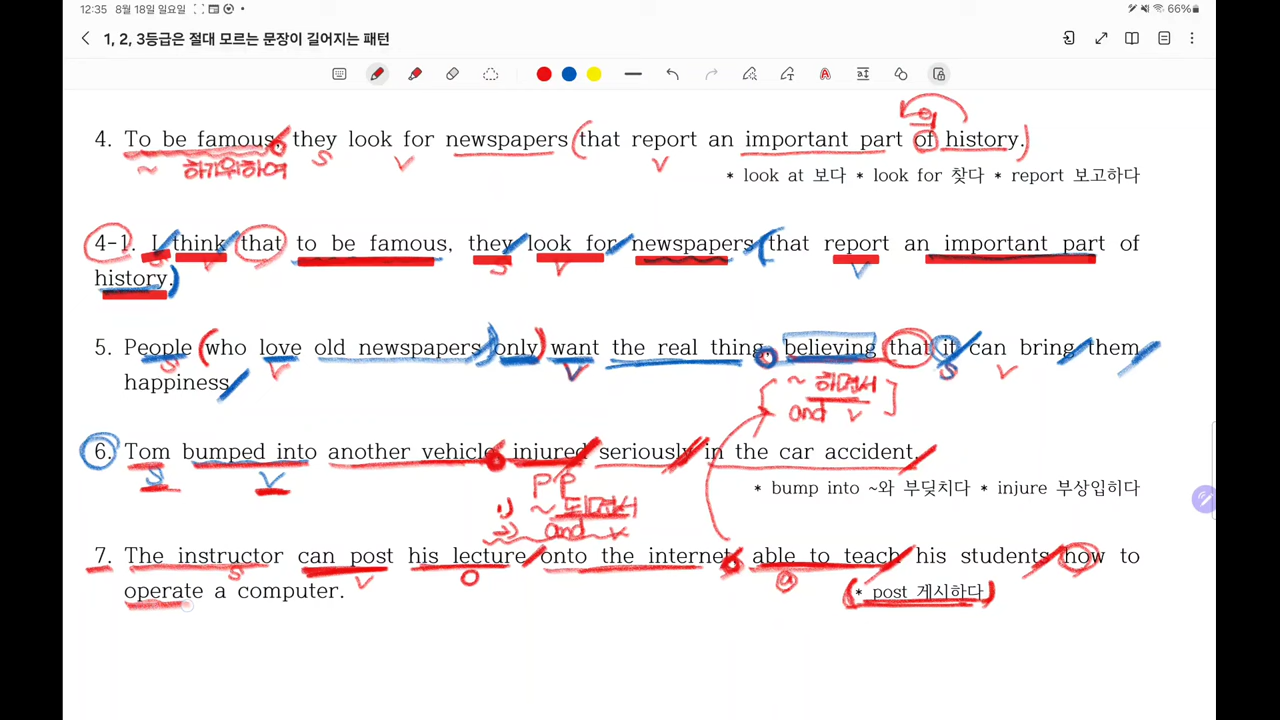 12:35 8월 18일 일요일 66%
1, 2, 3등급은 절대 모르는 문장이 길어지는 패턴
의
4. To be famous, they look for newspapers (that report an important part of history.)
S V V
~ 하기위하여
* look at 보다 * look for 찾다 * report 보고하다
4-1. I think that to be famous, they look for newspapers (that report an important part of
S V S V V
history.)
5. People (who love old newspapers) only) want the real thing, believing that it can bring them
S V V S V
happiness.
[ ~ 하면서
and V ]
6. Tom bumped into another vehicle, injured seriously in the car accident.
S V PP
* bump into ~와 부딪치다 * injure 부상입히다
~ 되면서
and V
7. The instructor can post his lecture onto the internet, able to teach his students how to
S V O a
operate a computer.
(* post 게시하다)